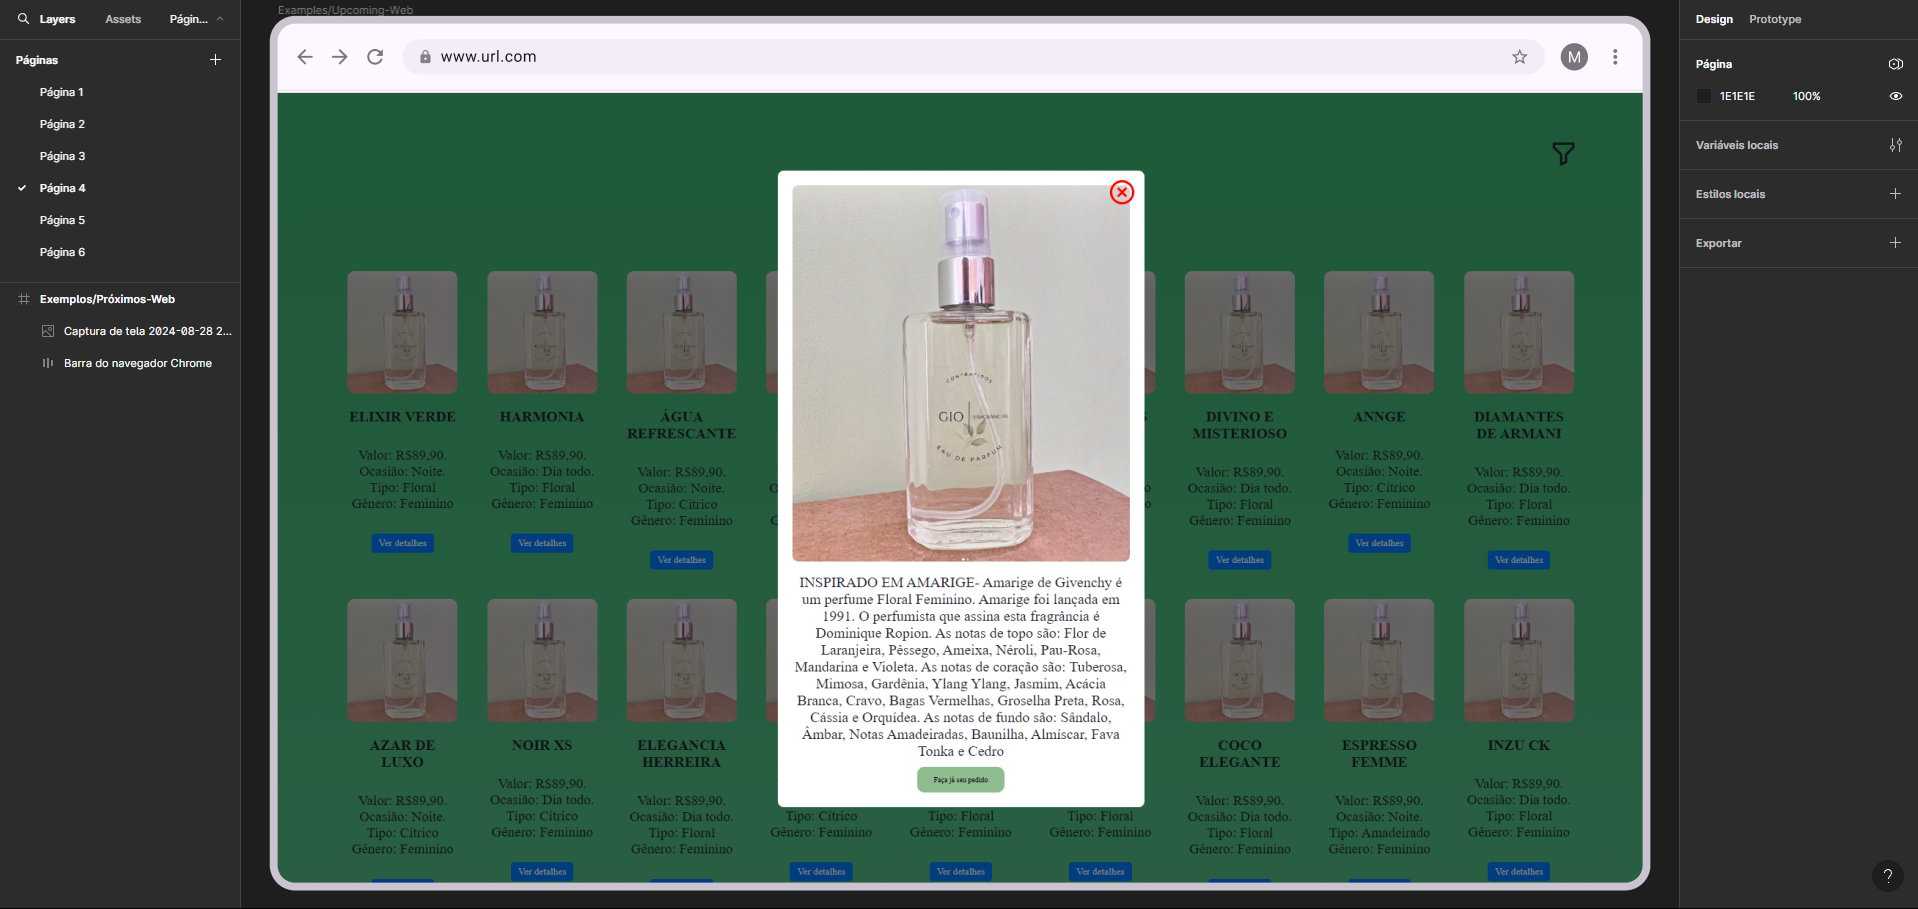 Layers
Assets
Págin...
Páginas
Página 1
Página 2
Página 3
Página 4
Página 5
Página 6
Exemplos/Próximos-Web
Captura de tela 2024-08-28 2...
Barra do navegador Chrome
Examples/Upcoming-Web
www.url.com
M
ELIXIR VERDE
Valor: R$89,90.
Ocasião: Noite.
Tipo: Floral
Gênero: Feminino
Ver detalhes
HARMONIA
Valor: R$89,90.
Ocasião: Dia todo.
Tipo: Floral
Gênero: Feminino
Ver detalhes
ÁGUA
REFRESCANTE
Valor: R$89,90.
Ocasião: Noite.
Tipo: Cítrico
Gênero: Feminino
Ver detalhes
CONTRATIPOS
GIO
FRAGRÂNCIAS
EAU DE PARFUM
INSPIRADO EM AMARIGE- Amarige de Givenchy é
um perfume Floral Feminino. Amarige foi lançada em
1991. O perfumista que assina esta fragrância é
Dominique Ropion. As notas de topo são: Flor de
Laranjeira, Pêssego, Ameixa, Néroli, Pau-Rosa,
Mandarina e Violeta. As notas de coração são: Tuberosa,
Mimosa, Gardênia, Ylang Ylang, Jasmim, Acácia
Branca, Cravo, Bagas Vermelhas, Groselha Preta, Rosa,
Cássia e Orquídea. As notas de fundo são: Sândalo,
Âmbar, Notas Amadeiradas, Baunilha, Almíscar, Fava
Tonka e Cedro
Faça já seu pedido
DIVINO E
MISTERIOSO
Valor: R$89,90.
Ocasião: Dia todo.
Tipo: Floral
Gênero: Feminino
Ver detalhes
ANNGE
Valor: R$89,90.
Ocasião: Noite.
Tipo: Cítrico
Gênero: Feminino
Ver detalhes
DIAMANTES
DE ARMANI
Valor: R$89,90.
Ocasião: Dia todo.
Tipo: Floral
Gênero: Feminino
Ver detalhes
AZAR DE
LUXO
Valor: R$89,90.
Ocasião: Noite.
Tipo: Cítrico
Gênero: Feminino
NOIR XS
Valor: R$89,90.
Ocasião: Dia todo.
Tipo: Cítrico
Gênero: Feminino
Ver detalhes
ELEGANCIA
HERREIRA
Valor: R$89,90.
Ocasião: Dia todo.
Tipo: Floral
Gênero: Feminino
Tipo: Cítrico
Gênero: Feminino
Ver detalhes
Tipo: Floral
Gênero: Feminino
Ver detalhes
Tipo: Floral
Gênero: Feminino
Ver detalhes
COCO
ELEGANTE
Valor: R$89,90.
Ocasião: Dia todo.
Tipo: Floral
Gênero: Feminino
ESPRESSO
FEMME
Valor: R$89,90.
Ocasião: Noite.
Tipo: Amadeirado
Gênero: Feminino
INZU CK
Valor: R$89,90.
Ocasião: Dia todo.
Tipo: Floral
Gênero: Feminino
Ver detalhes
Design
Prototype
Página
1E1E1E
100%
Variáveis locais
Estilos locais
Exportar
?